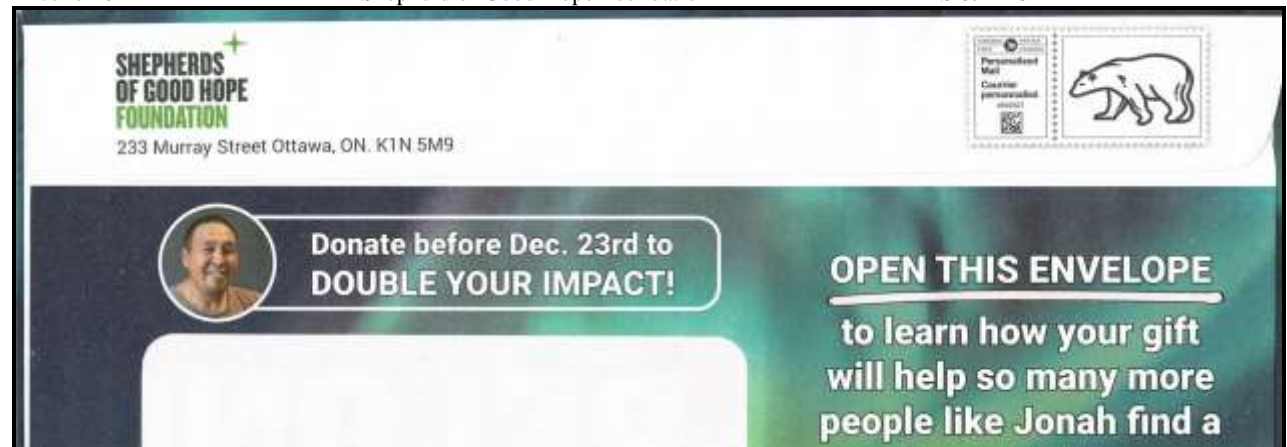 SHEPHERDS
OF GOOD HOPE
FOUNDATION
233 Murray Street Ottawa, ON. K1N 5M9
Personalized
Mail
Courrier
personnalisé
Donate before Dec. 23rd to
DOUBLE YOUR IMPACT!
OPEN THIS ENVELOPE
to learn how your gift
will help so many more
people like Jonah find a